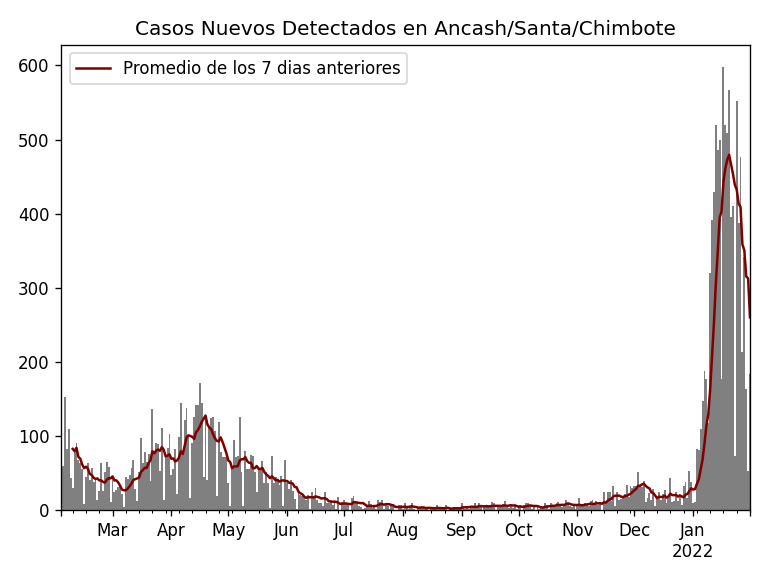 Casos Nuevos Detectados en Ancash/Santa/Chimbote
Promedio de los 7 dias anteriores
600
500
400
300
200
100
0
Mar Apr May Jun Jul Aug Sep Oct Nov Dec Jan
2022